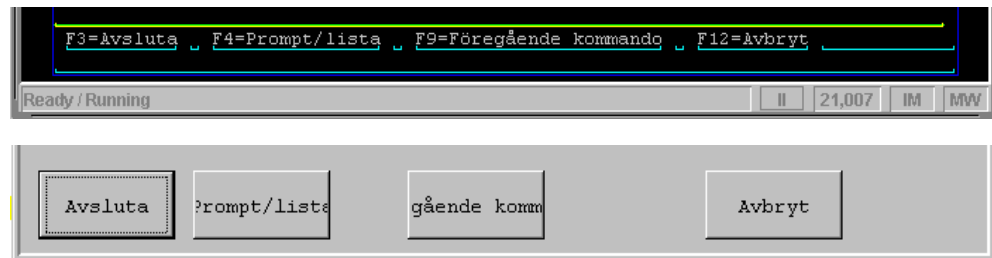 F3=Avsluta F4=Prompt/lista F9=Föregående kommando F12=Avbryt
Ready / Running II 21,007 IM MW
Avsluta Prompt/lista gående komm Avbryt